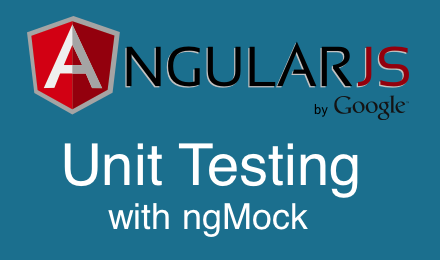 ANGULARJS
by Google
Unit Testing
with ngMock